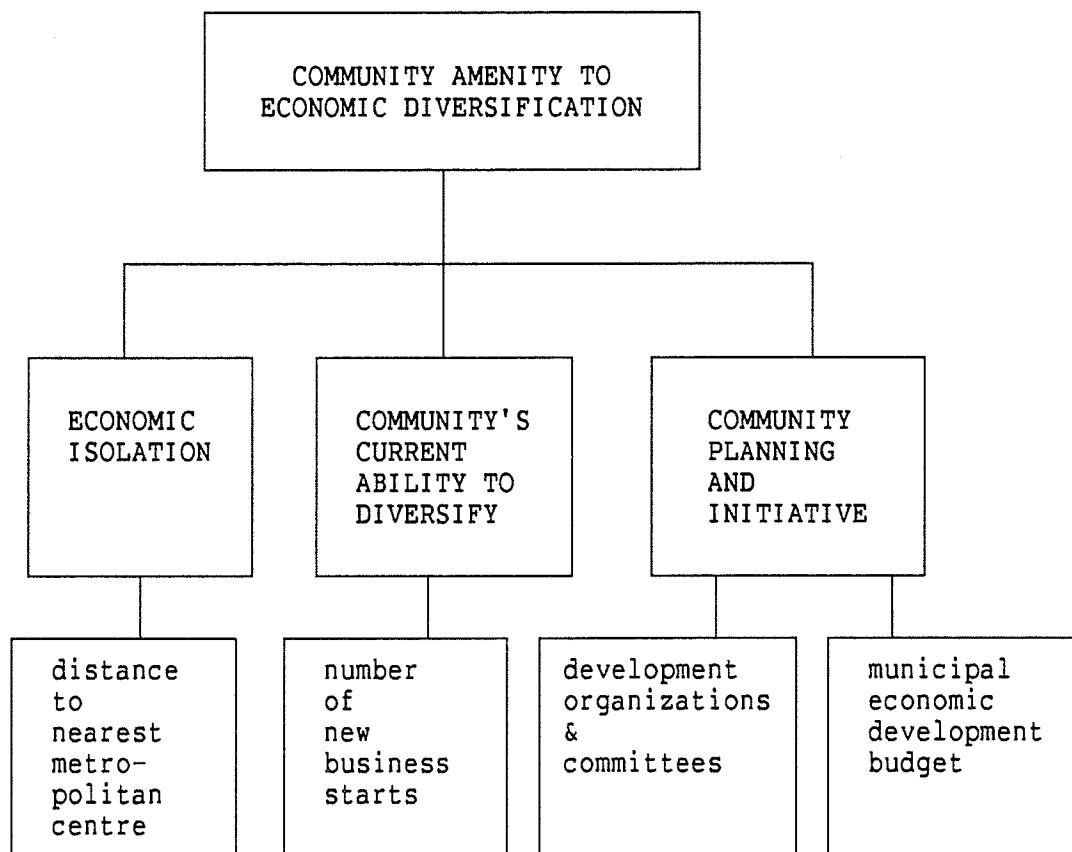 COMMUNITY AMENITY TO
ECONOMIC DIVERSIFICATION
ECONOMIC
ISOLATION
COMMUNITY'S
CURRENT
ABILITY TO
DIVERSIFY
COMMUNITY
PLANNING
AND
INITIATIVE
distance
to
nearest
metro-
politan
centre
number
of
new
business
starts
development
organizations
&
committees
municipal
economic
development
budget